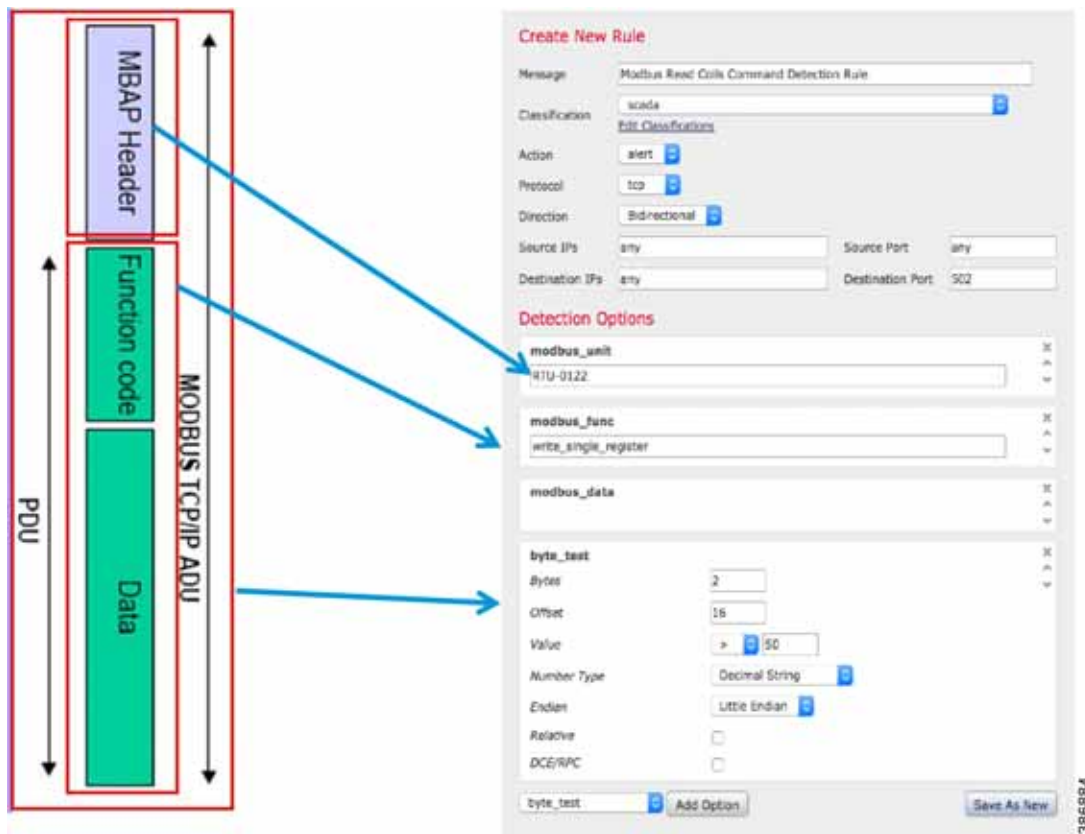 MBAP Header
Function code
Data
PDU
MODBUS TCP/IP ADU
Create New Rule
Message Modbus Read Coils Command Detection Rule
Classification scada
Edit Classifications
Action alert
Protocol tcp
Direction Bidirectional
Source IPs any Source Port any
Destination IPs any Destination Port 502
Detection Options
modbus_unit
RTU-0122
modbus_func
write_single_register
modbus_data
byte_test
Bytes 2
Offset 16
Value > 50
Number Type Decimal String
Endian Little Endian
Relative
DCE/RPC
byte_test Add Option Save As New